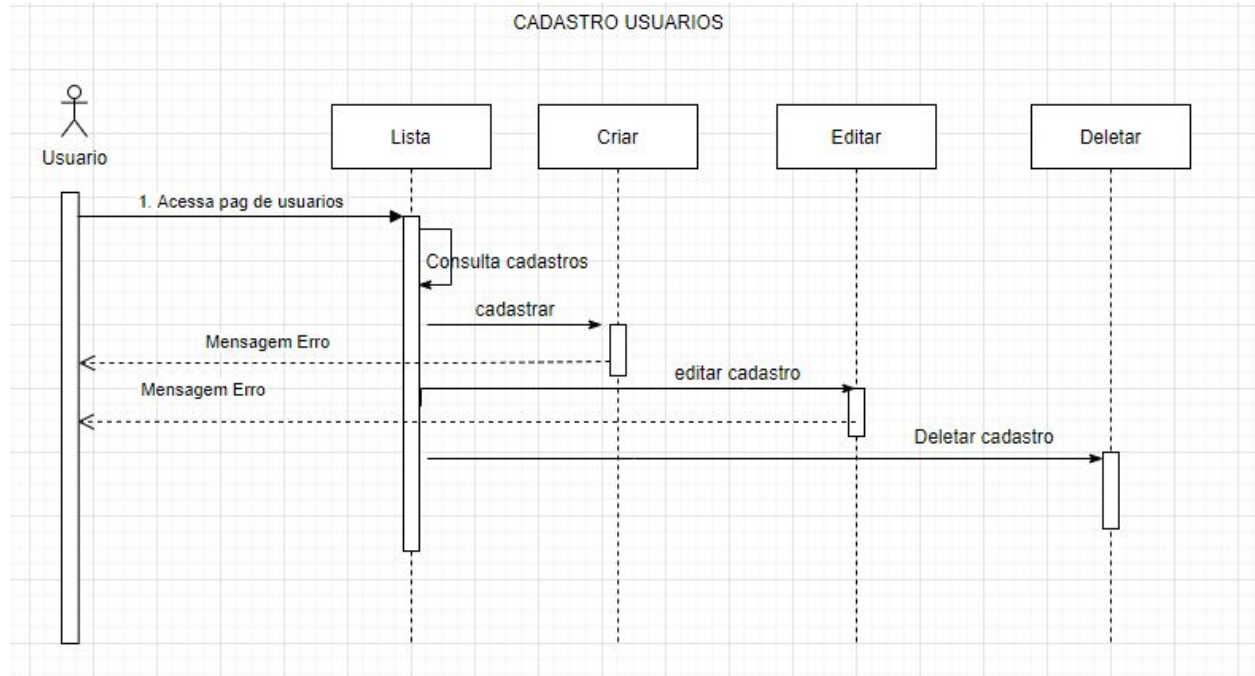 CADASTRO USUARIOS
Usuario
Lista
Criar
Editar
Deletar
1. Acessa pag de usuarios
Consulta cadastros
cadastrar
Mensagem Erro
editar cadastro
Mensagem Erro
Deletar cadastro